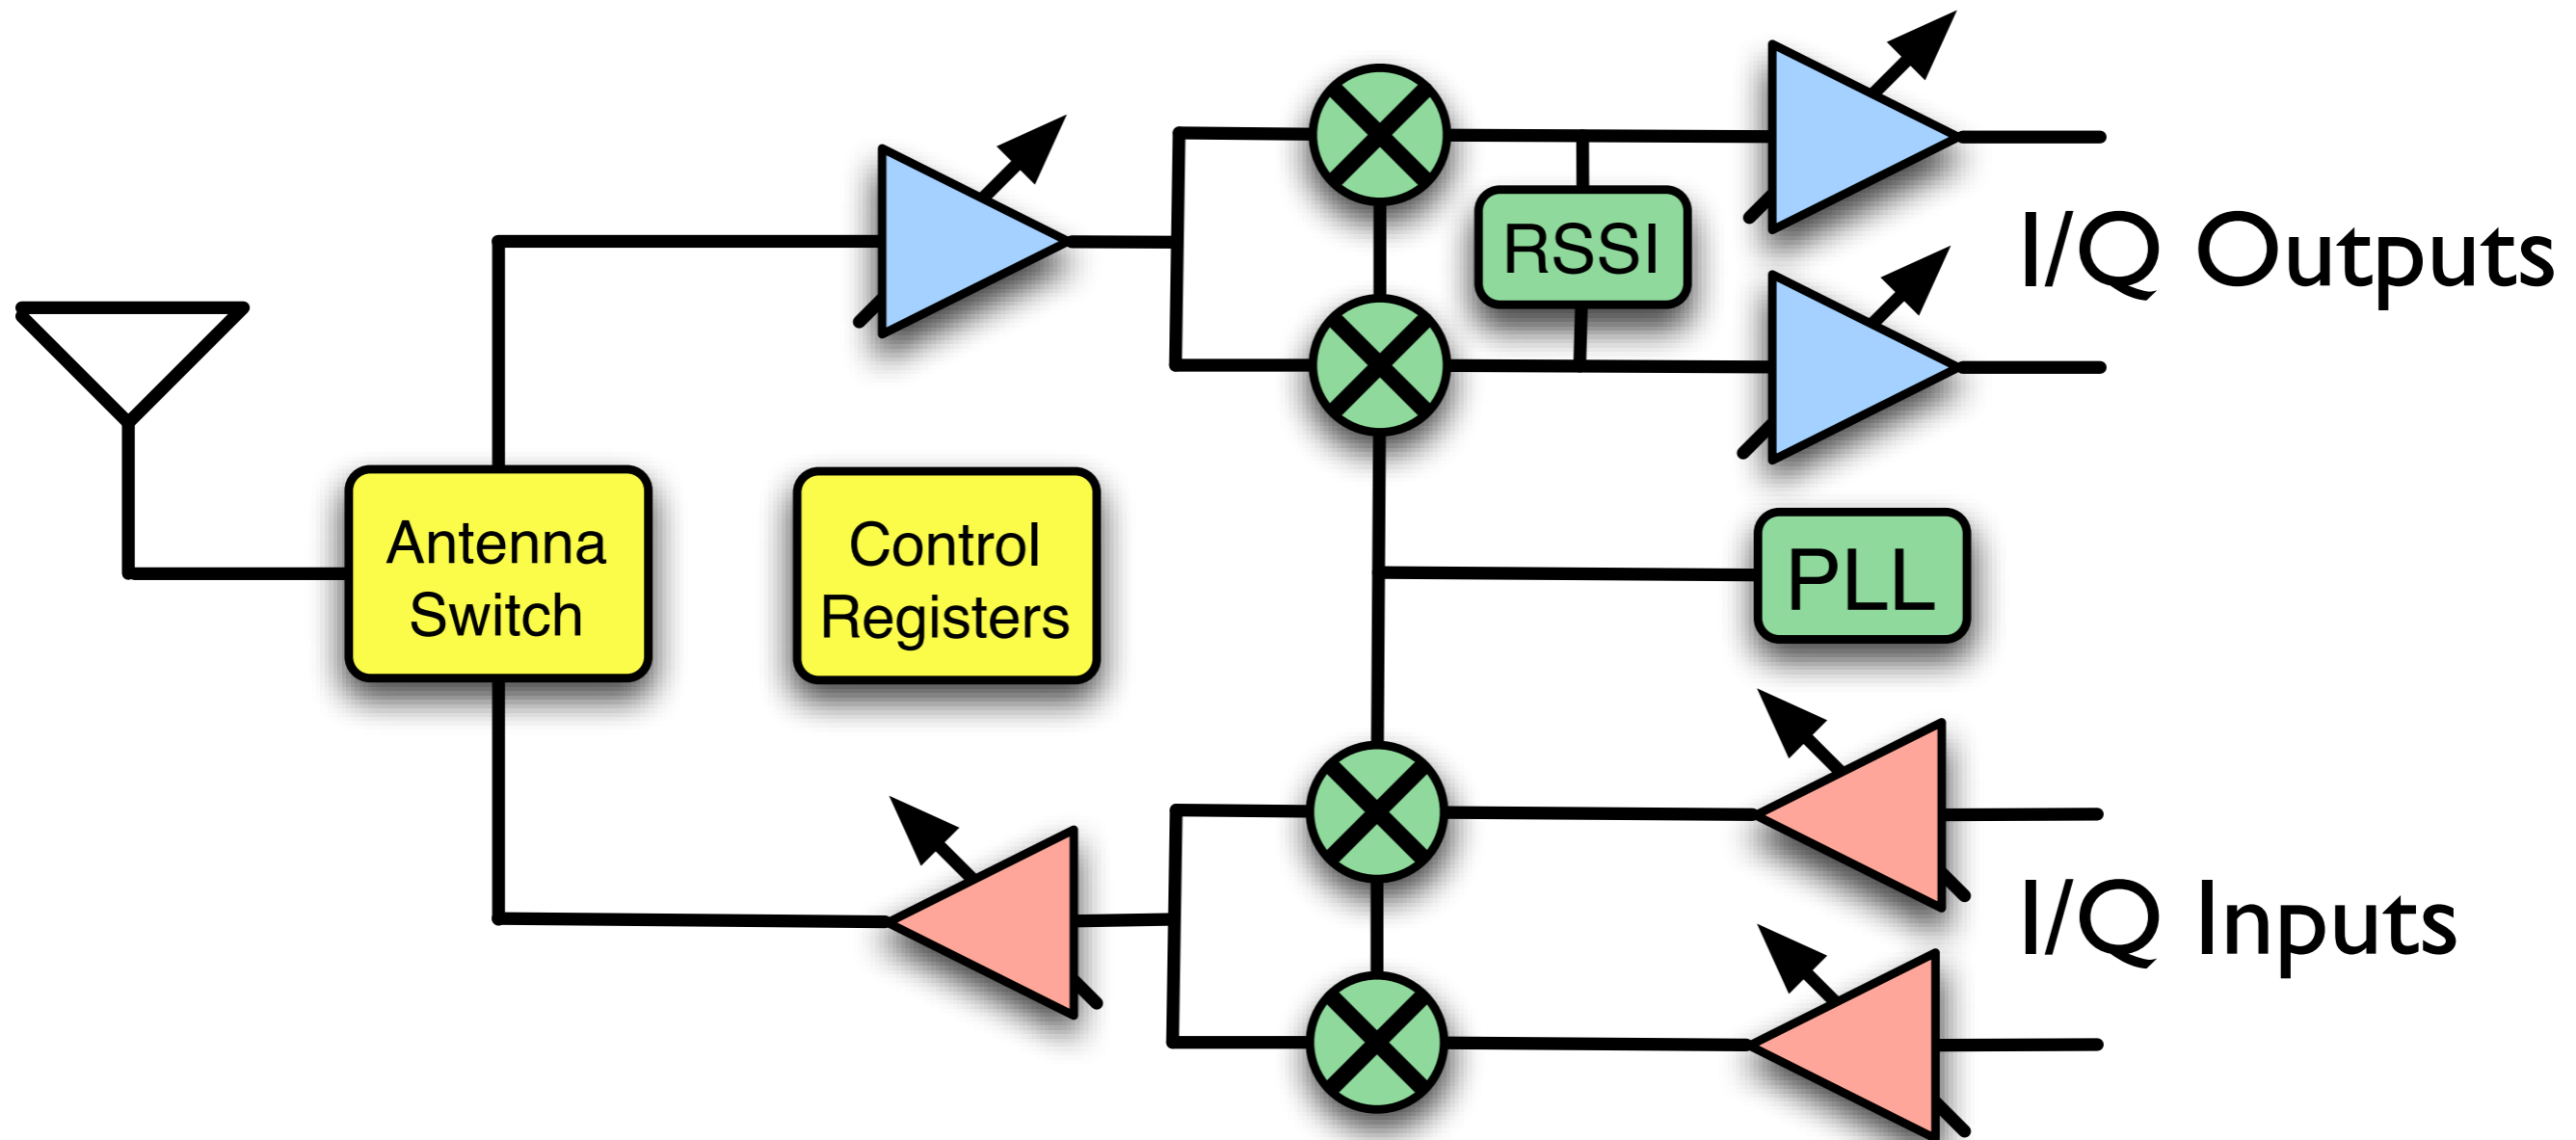 RSSI
I/Q Outputs
Antenna
Switch
Control
Registers
PLL
I/Q Inputs